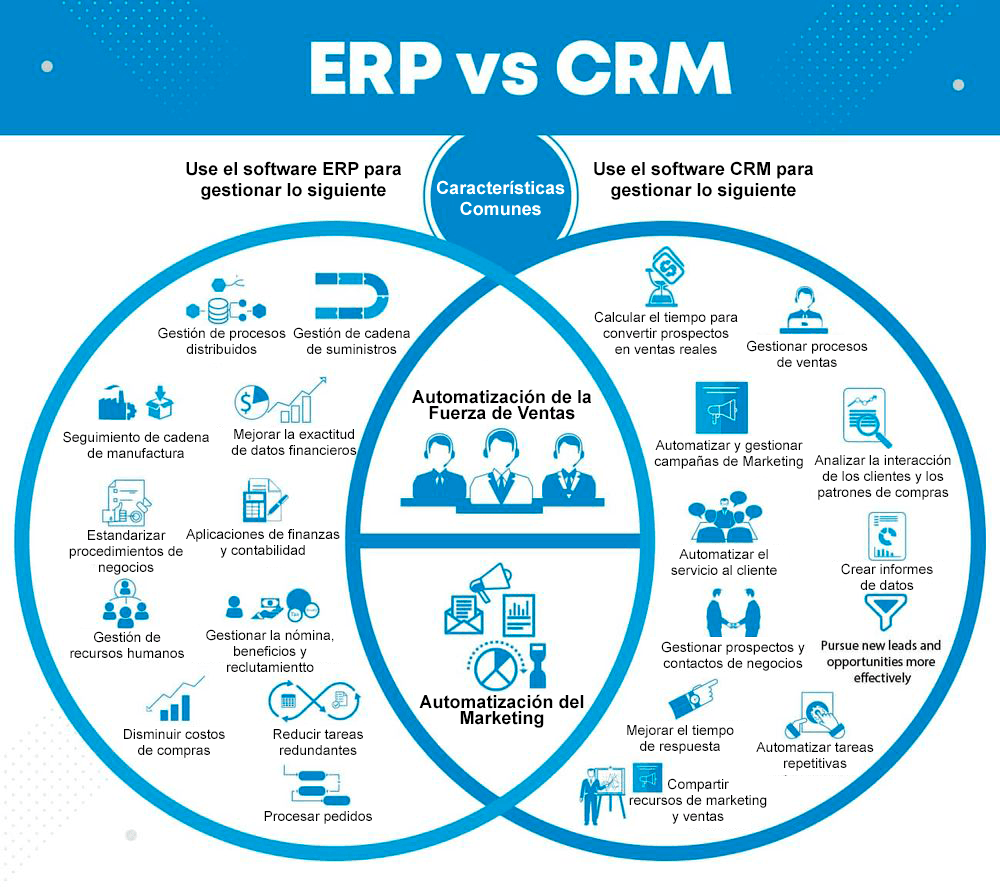 ERP vs CRM
Use el software ERP para
gestionar lo siguiente
Características
Comunes
Use el software CRM para
gestionar lo siguiente
Gestión de procesos
distribuidos
Gestión de cadena
de suministros
Seguimiento de cadena
de manufactura
Mejorar la exactitud
de datos financieros
Estandarizar
procedimientos de
negocios
Aplicaciones de finanzas
y contabilidad
Gestión de
recursos humanos
Gestionar la nómina,
beneficios y
reclutamientto
Disminuir costos
de compras
Reducir tareas
redundantes
Procesar pedidos
Automatización de la
Fuerza de Ventas
Automatización del
Marketing
Calcular el tiempo para
convertir prospectos
en ventas reales
Gestionar procesos
de ventas
Automatizar y gestionar
campañas de Marketing
Analizar la interacción
de los clientes y los
patrones de compras
Automatizar el
servicio al cliente
Crear informes
de datos
Gestionar prospectos y
contactos de negocios
Pursue new leads and
opportunities more
effectively
Mejorar el tiempo
de respuesta
Automatizar tareas
repetitivas
Compartir
recursos de marketing
y ventas